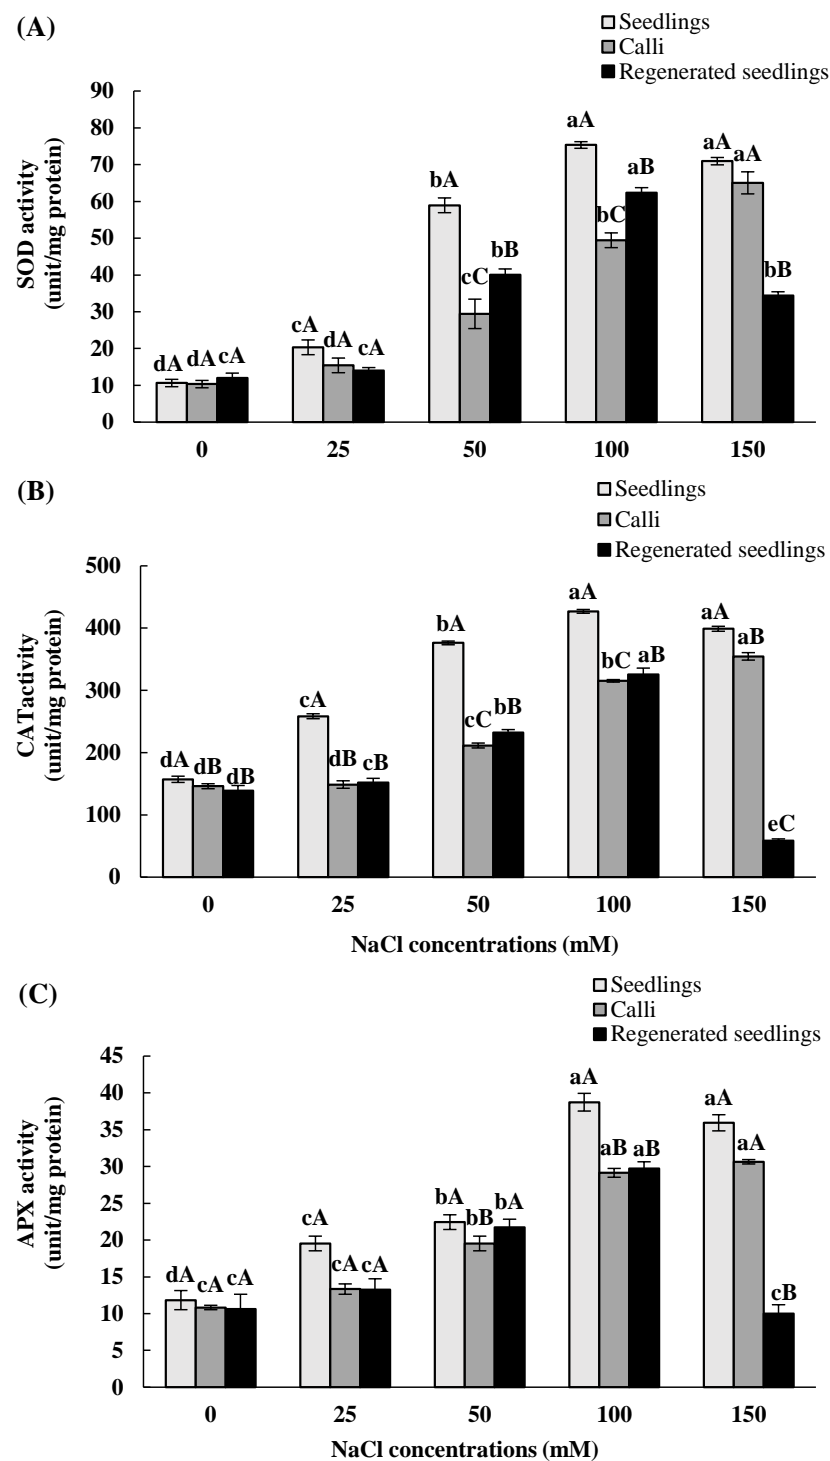 (A)
Seedlings
Calli
Regenerated seedlings
SOD activity
(unit/mg protein)
90
80
70
60
50
40
30
20
10
0
dA dA cA
cA dA cA
bA cC bB
aA bC aB
aA aA bB
0 25 50 100 150
(B)
Seedlings
Calli
Regenerated seedlings
CATactivity
(unit/mg protein)
500
400
300
200
100
0
dA dB dB
cA dB cB
bA cC bB
aA bC aB
aA aB eC
0 25 50 100 150
NaCl concentrations (mM)
(C)
Seedlings
Calli
Regenerated seedlings
APX activity
(unit/mg protein)
45
40
35
30
25
20
15
10
5
0
dA cA cA
cA cA cA
bA bB bA
aA aB aB
aA aA cB
0 25 50 100 150
NaCl concentrations (mM)